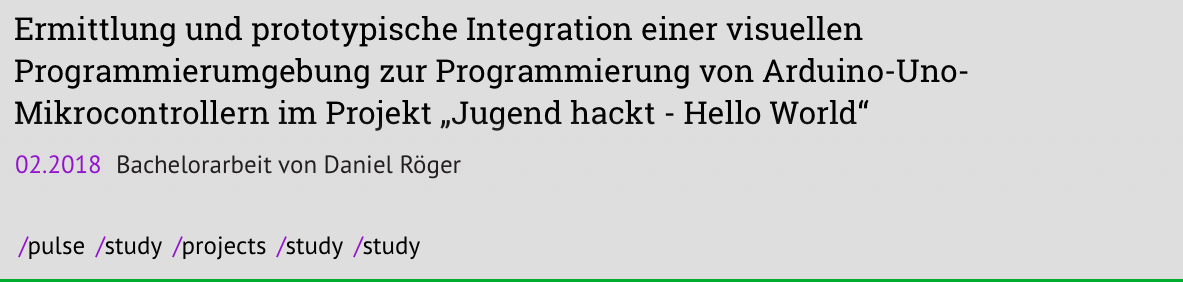 Ermittlung und prototypische Integration einer visuellen
Programmierumgebung zur Programmierung von Arduino-Uno-
Mikrocontrollern im Projekt „Jugend hackt - Hello World“
02.2018 Bachelorarbeit von Daniel Röger
/pulse /study /projects /study /study